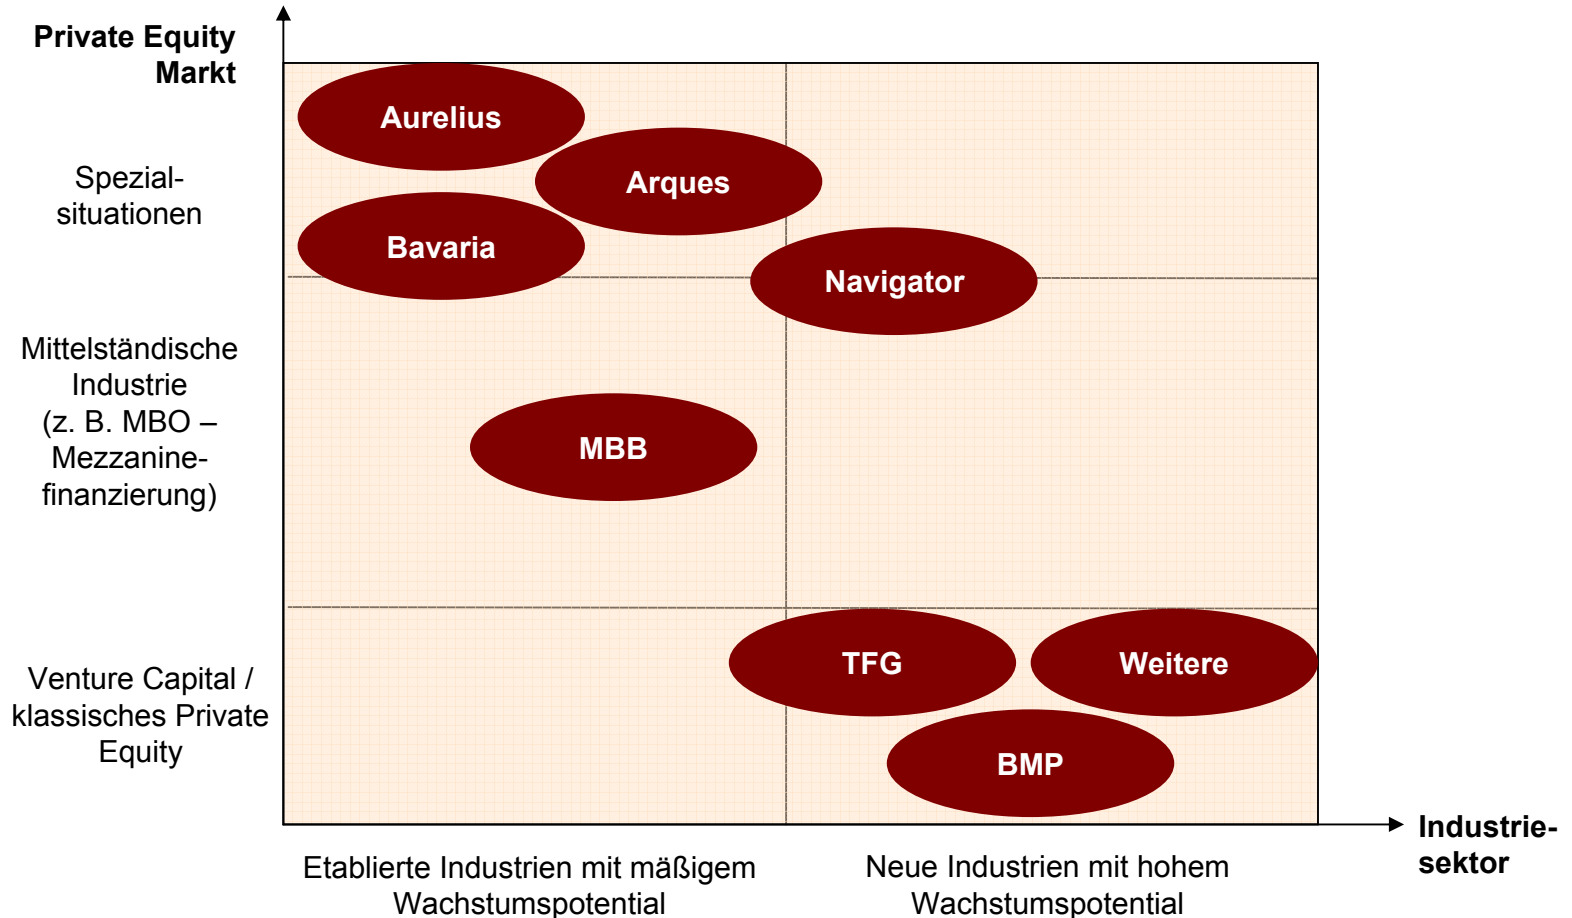 Private Equity
Markt
Aurelius
Arques
Spezial-
situationen
Bavaria
Navigator
Mittelständische
Industrie
(z. B. MBO –
Mezzanine-
finanzierung)
MBB
TFG
Weitere
Venture Capital /
klassisches Private
Equity
BMP
Industrie-
sektor
Etablierte Industrien mit mäßigem
Wachstumspotential
Neue Industrien mit hohem
Wachstumspotential